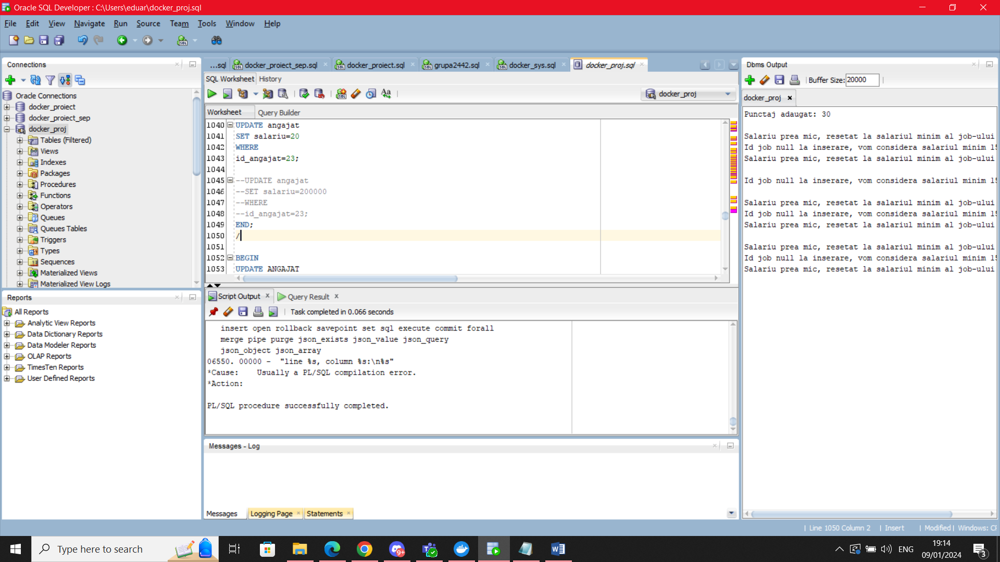 Oracle SQL Developer : C:\Users\eduar\docker_proj.sql
File Edit View Navigate Run Source Team Tools Window Help
Connections
Oracle Connections
docker_proiect
docker_proiect_sep
docker_proj
Tables (Filtered)
Views
Indexes
Packages
Procedures
Functions
Operators
Queues
Queues Tables
Triggers
Types
Sequences
Materialized Views
Materialized View Logs
Reports
All Reports
Analytic View Reports
Data Dictionary Reports
Data Modeler Reports
OLAP Reports
TimesTen Reports
User Defined Reports
...sql docker_proiect_sep.sql docker_proiect.sql grupa2442.sql docker_sys.sql docker_proj.sql
SQL Worksheet History
docker_proj
Worksheet Query Builder
1040 UPDATE angajat
1041 SET salariu=20
1042 WHERE
1043 id_angajat=23;
1044
1045 --UPDATE angajat
1046 --SET salariu=200000
1047 --WHERE
1048 --id_angajat=23;
1049 END;
1050 /
1051
1052 BEGIN
1053 UPDATE ANGAJAT
Script Output Query Result
Task completed in 0.066 seconds
insert open rollback savepoint set sql execute commit forall
merge pipe purge json_exists json_value json_query
json_object json_array
06550. 00000 - "line %s, column %s:\n%s"
*Cause: Usually a PL/SQL compilation error.
*Action:
PL/SQL procedure successfully completed.
Messages - Log
Messages Logging Page Statements
Dbms Output
Buffer Size: 20000
docker_proj
Punctaj adaugat: 30
Salariu prea mic, resetat la salariul minim al job-ului
Id job null la inserare, vom considera salariul minim 15
Salariu prea mic, resetat la salariul minim al job-ului
Id job null la inserare, vom considera salariul minim 15
Salariu prea mic, resetat la salariul minim al job-ului
Id job null la inserare, vom considera salariul minim 15
Salariu prea mic, resetat la salariul minim al job-ului
Salariu prea mic, resetat la salariul minim al job-ului
Id job null la inserare, vom considera salariul minim 15
Salariu prea mic, resetat la salariul minim al job-ului
Line 1050 Column 2 Insert Modified Windows: CF
Type here to search
9+
ENG
19:14
09/01/2024
3